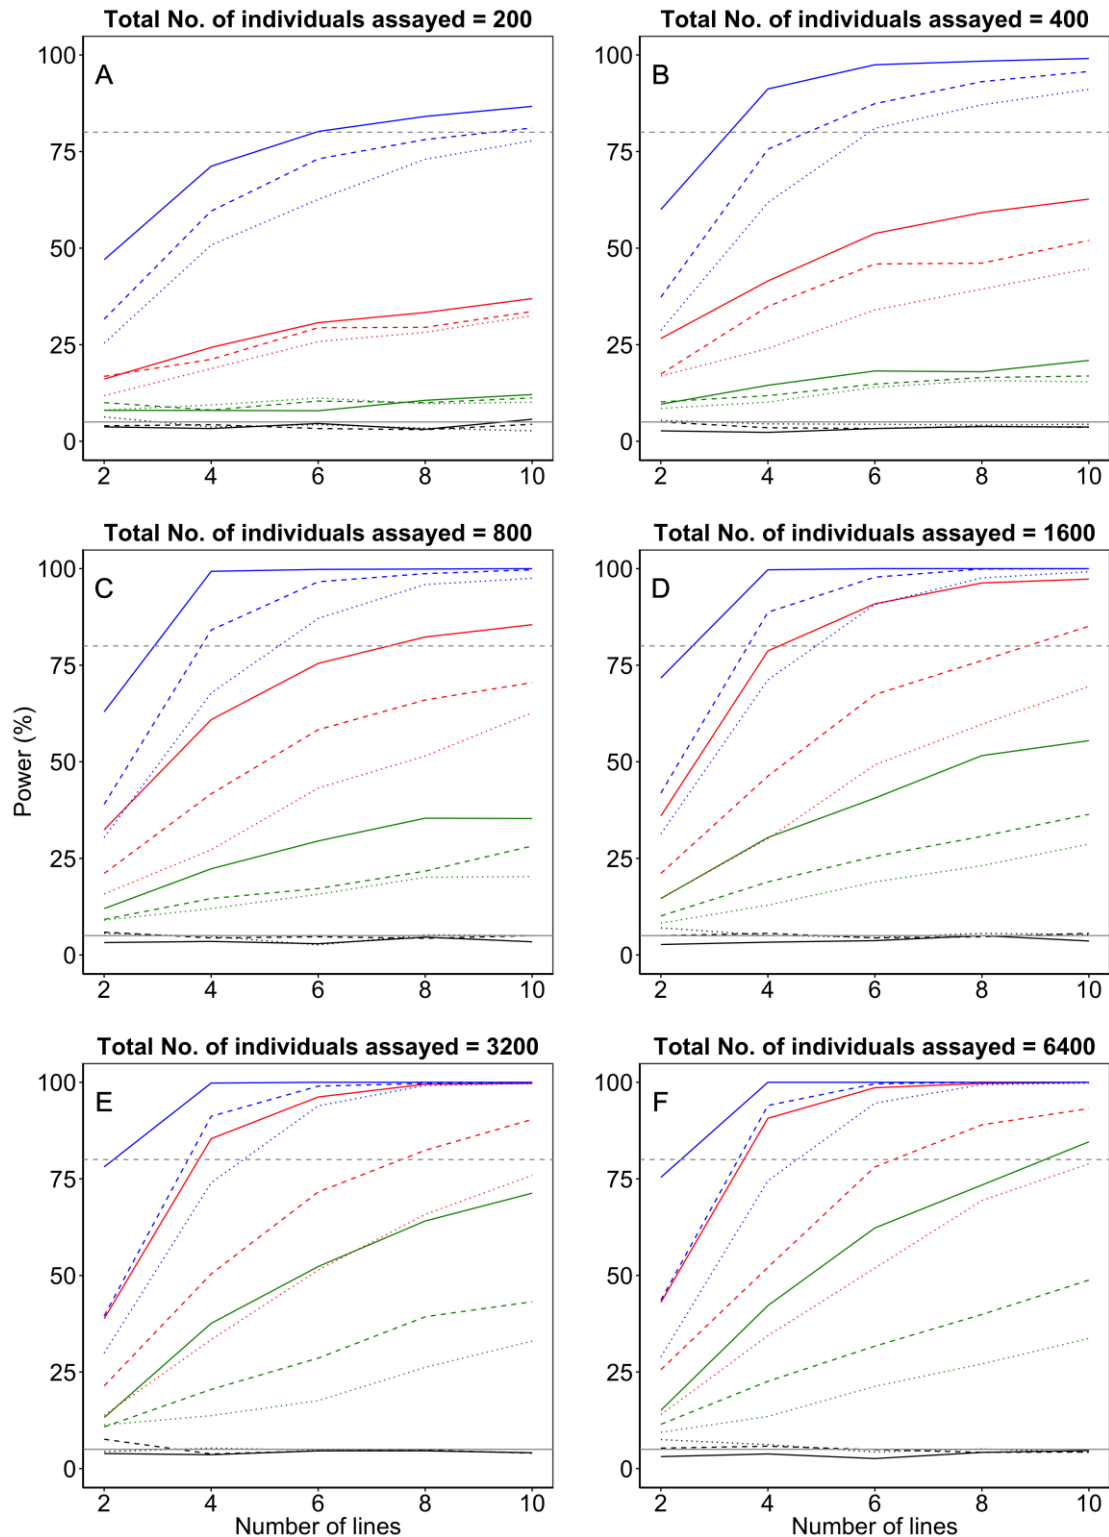 Total No. of individuals assayed = 200
A
100
75
50
25
0
2 4 6 8 10
Total No. of individuals assayed = 400
B
100
75
50
25
0
2 4 6 8 10
Total No. of individuals assayed = 800
C
100
75
50
25
0
2 4 6 8 10
Power (%)
Total No. of individuals assayed = 1600
D
100
75
50
25
0
2 4 6 8 10
Total No. of individuals assayed = 3200
E
100
75
50
25
0
2 4 6 8 10
Number of lines
Total No. of individuals assayed = 6400
F
100
75
50
25
0
2 4 6 8 10
Number of lines